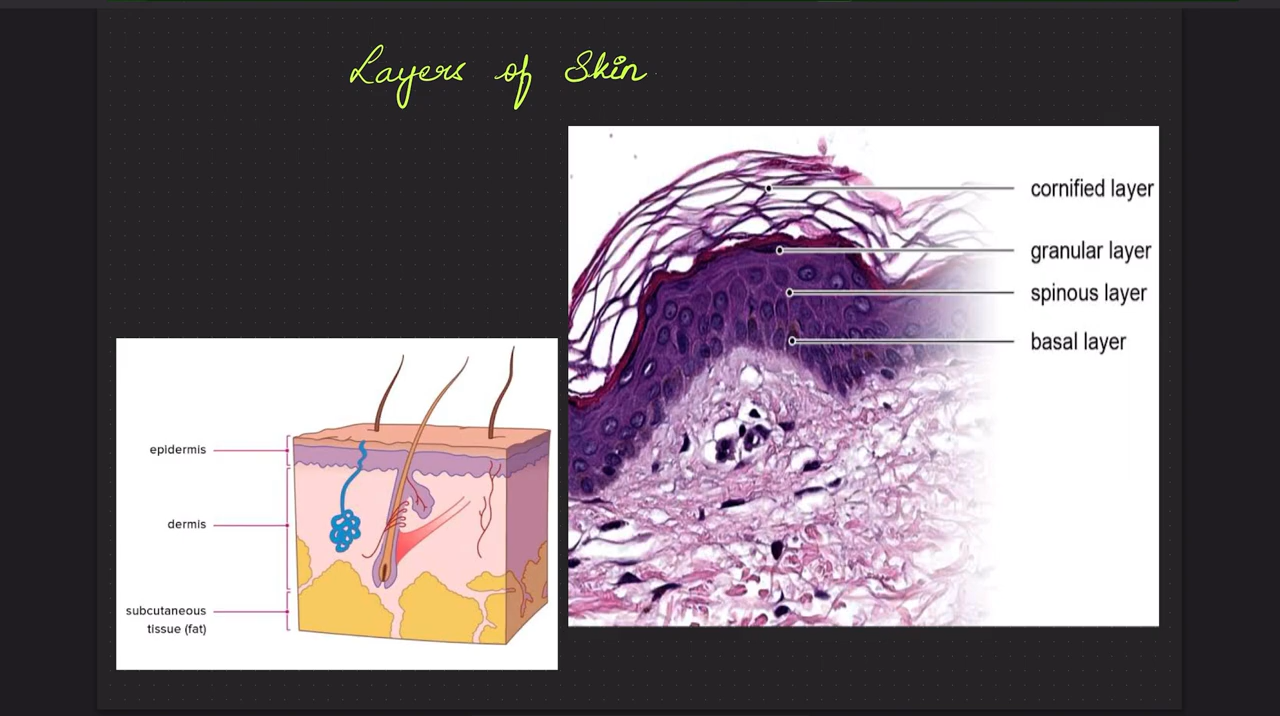 Layers of Skin
cornified layer
granular layer
spinous layer
basal layer
epidermis
dermis
subcutaneous
tissue (fat)